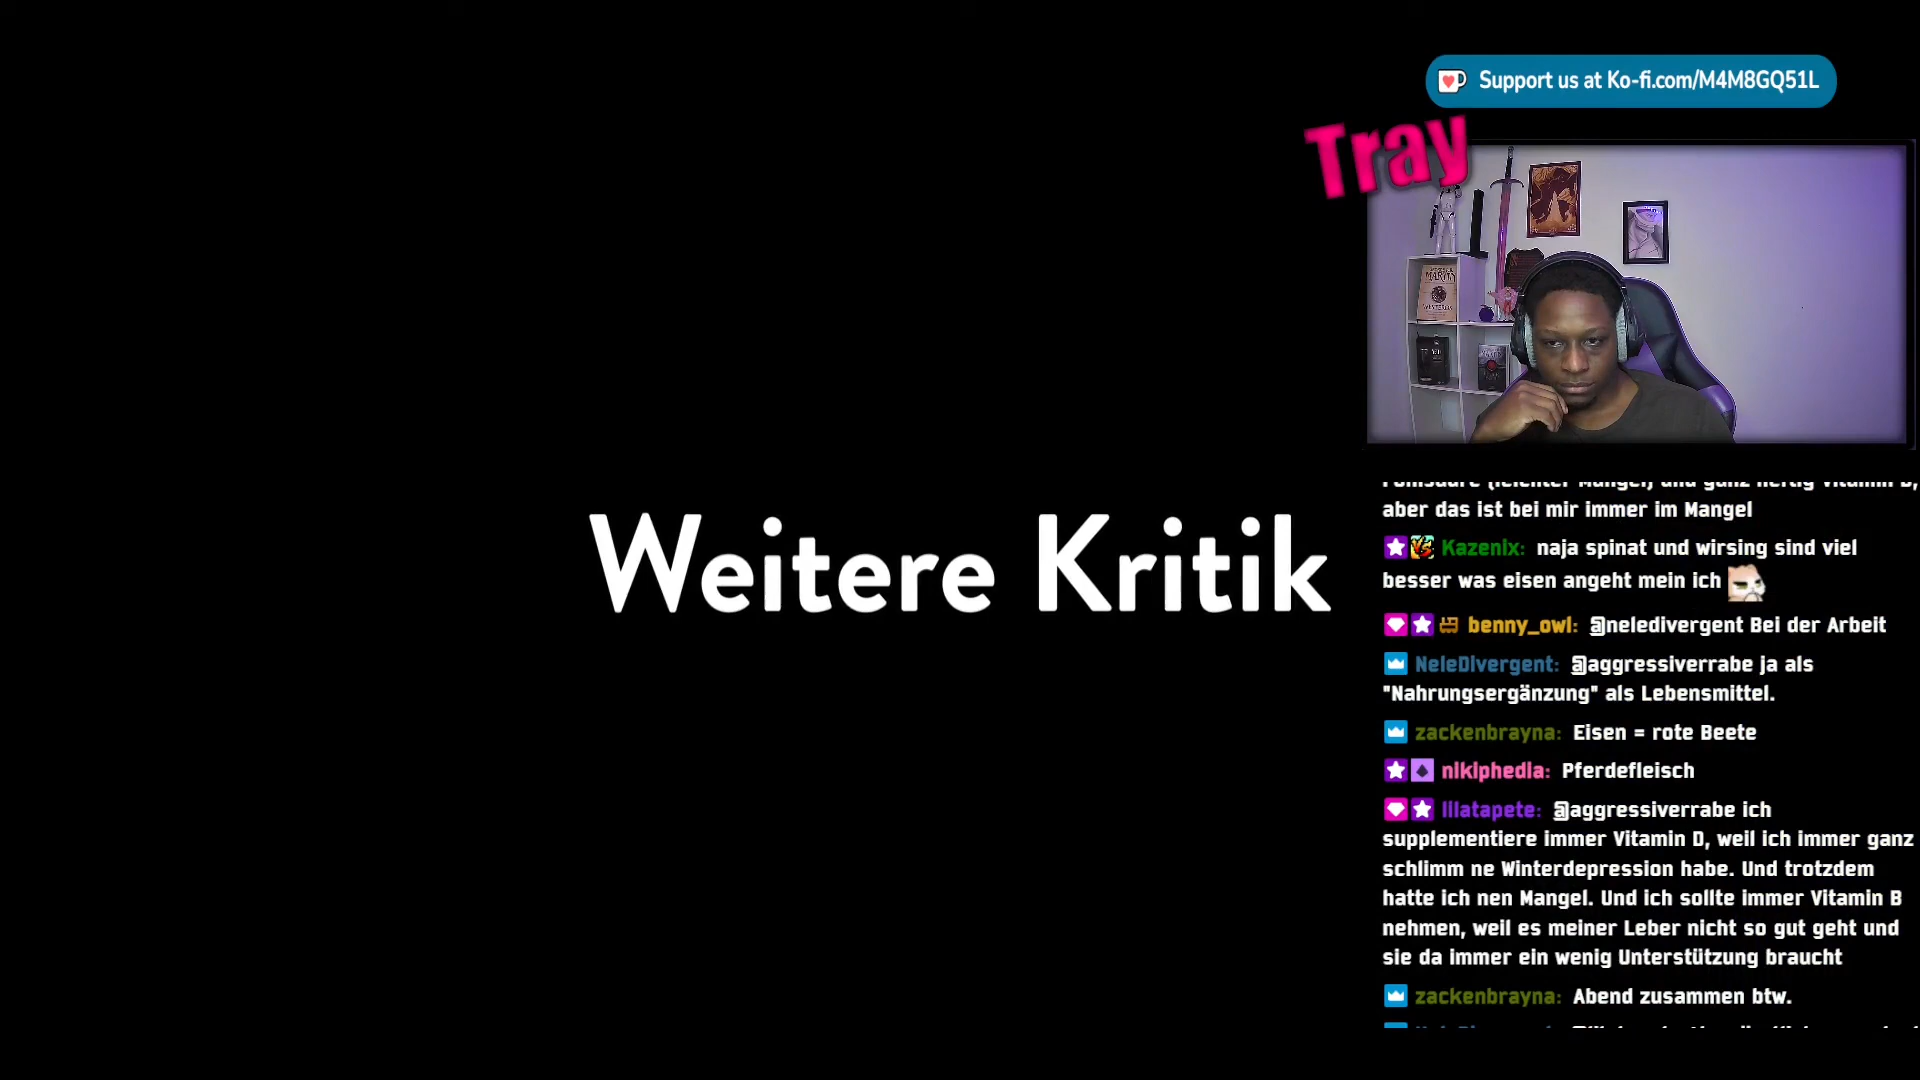 Support us at Ko-fi.com/M4M8GQ51L
Tray
MARTIN
Weitere Kritik
aber das ist bei mir immer im Mangel
Kazenix: naja spinat und wirsing sind viel
besser was eisen angeht mein ich
benny_owl: @neledivergent Bei der Arbeit
NeleDivergent: @aggressiverrabe ja als
"Nahrungsergänzung" als Lebensmittel.
zackenbrayna: Eisen = rote Beete
nikiphedia: Pferdefleisch
lilatapete: @aggressiverrabe ich
supplementiere immer Vitamin D, weil ich immer ganz
schlimm ne Winterdepression habe. Und trotzdem
hatte ich nen Mangel. Und ich sollte immer Vitamin B
nehmen, weil es meiner Leber nicht so gut geht und
sie da immer ein wenig Unterstützung braucht
zackenbrayna: Abend zusammen btw.